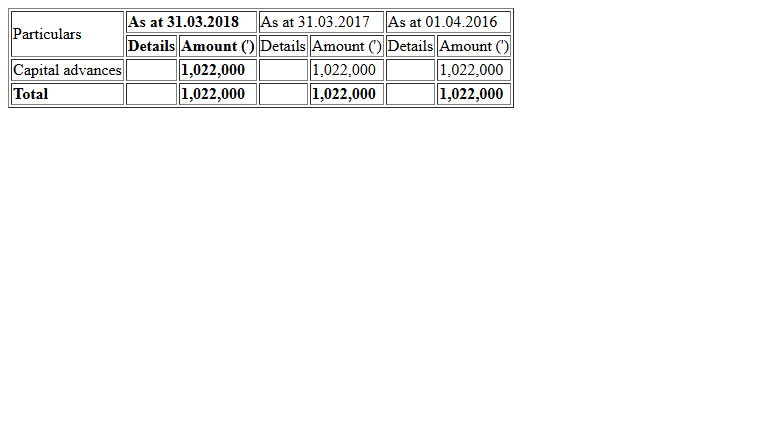 Particulars As at 31.03.2018 As at 31.03.2017 As at 01.04.2016
Details Amount (') Details Amount (') Details Amount (')
Capital advances 1,022,000 1,022,000 1,022,000
Total 1,022,000 1,022,000 1,022,000